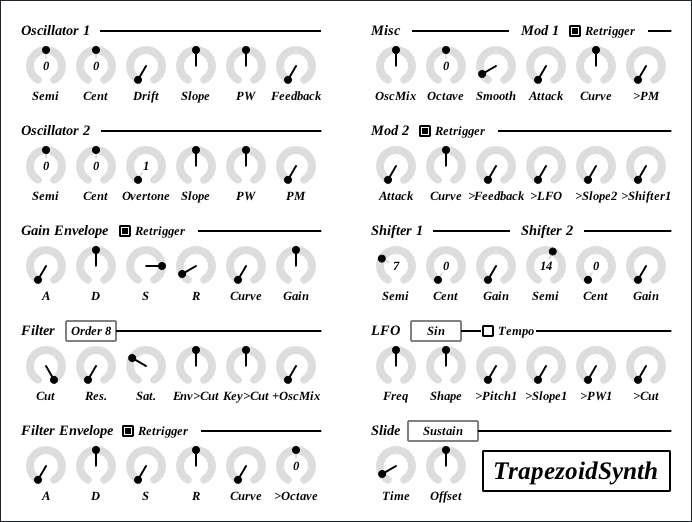 Oscillator 1
0 0
Semi Cent Drift Slope PW Feedback
Oscillator 2
0 0 1
Semi Cent Overtone Slope PW PM
Gain Envelope Retrigger
A D S R Curve Gain
Filter Order 8
Cut Res. Sat. Env>Cut Key>Cut +OscMix
Filter Envelope Retrigger
0
A D S R Curve >Octave
Misc Mod 1 Retrigger
0
OscMix Octave Smooth Attack Curve >PM
Mod 2 Retrigger
Attack Curve >Feedback >LFO >Slope2 >Shifter1
Shifter 1 Shifter 2
7 0 14 0
Semi Cent Gain Semi Cent Gain
LFO Sin Tempo
Freq Shape >Pitch1 >Slope1 >PW1 >Cut
Slide Sustain
Time Offset
TrapezoidSynth